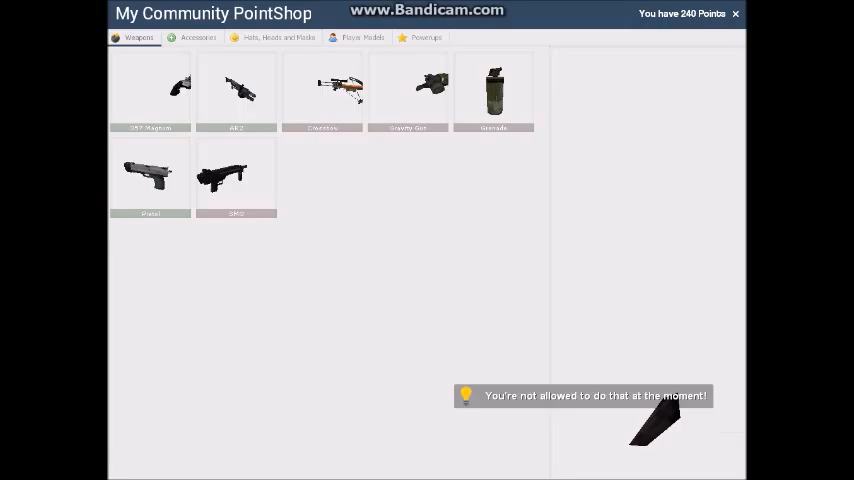 www.Bandicam.com
My Community PointShop
You have 240 Points
Weapons
Accessories
Hats, Heads and Masks
Player Models
Powerups
357 Magnum
AR2
Crossbow
Gravity Gun
Grenade
Pistol
SMG
You're not allowed to do that at the moment!